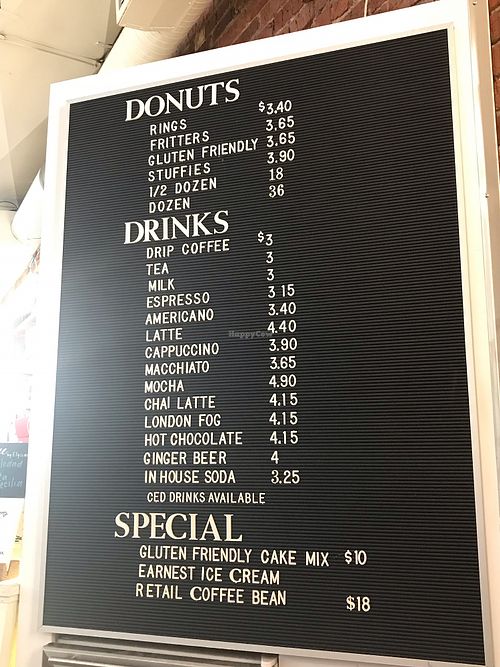 DONUTS
RINGS $3.40
FRITTERS 3.65
GLUTEN FRIENDLY 3.65
STUFFIES 3.90
1/2 DOZEN 18
DOZEN 36
DRINKS
DRIP COFFEE $3
TEA 3
MILK 3
ESPRESSO 3 15
AMERICANO 3.40
LATTE 4.40
CAPPUCCINO 3.90
MACCHIATO 3.65
MOCHA 4.90
CHAI LATTE 4.15
LONDON FOG 4.15
HOT CHOCOLATE 4.15
GINGER BEER 4
IN HOUSE SODA 3.25
CED DRINKS AVAILABLE
SPECIAL
GLUTEN FRIENDLY CAKE MIX $10
EARNEST ICE CREAM
RETAIL COFFEE BEAN $18